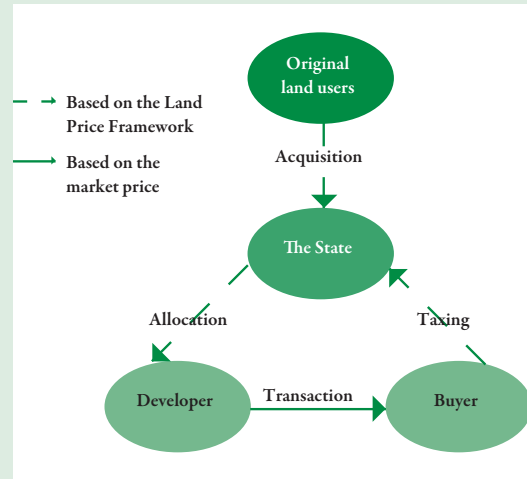 Original
land users
Based on the Land
Price Framework
Based on the
market price
Acquisition
The State
Allocation
Taxing
Developer
Transaction
Buyer